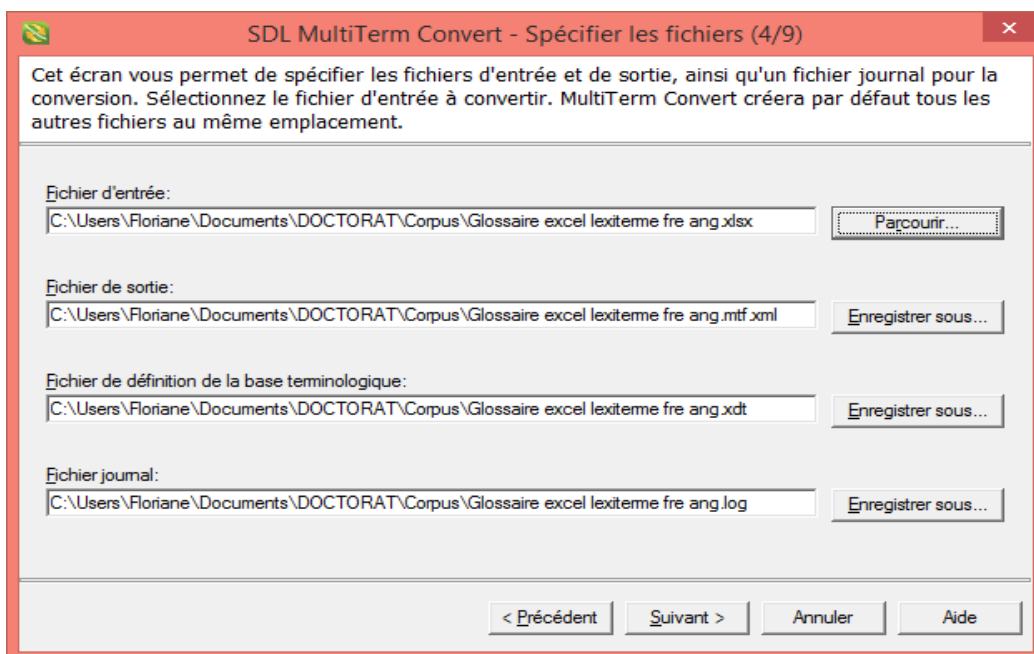 SDL MultiTerm Convert - Spécifier les fichiers (4/9)
Cet écran vous permet de spécifier les fichiers d'entrée et de sortie, ainsi qu'un fichier journal pour la
conversion. Sélectionnez le fichier d'entrée à convertir. MultiTerm Convert créera par défaut tous les
autres fichiers au même emplacement.
Fichier d'entrée:
C:\Users\Floriane\Documents\DOCTORAT\Corpus\Glossaire excel lexiterme fre ang.xlsx
Parcourir...
Fichier de sortie:
C:\Users\Floriane\Documents\DOCTORAT\Corpus\Glossaire excel lexiterme fre ang.mtf.xml
Enregistrer sous...
Fichier de définition de la base terminologique:
C:\Users\Floriane\Documents\DOCTORAT\Corpus\Glossaire excel lexiterme fre ang.xdt
Enregistrer sous...
Fichier journal:
C:\Users\Floriane\Documents\DOCTORAT\Corpus\Glossaire excel lexiterme fre ang.log
Enregistrer sous...
< Précédent
Suivant >
Annuler
Aide